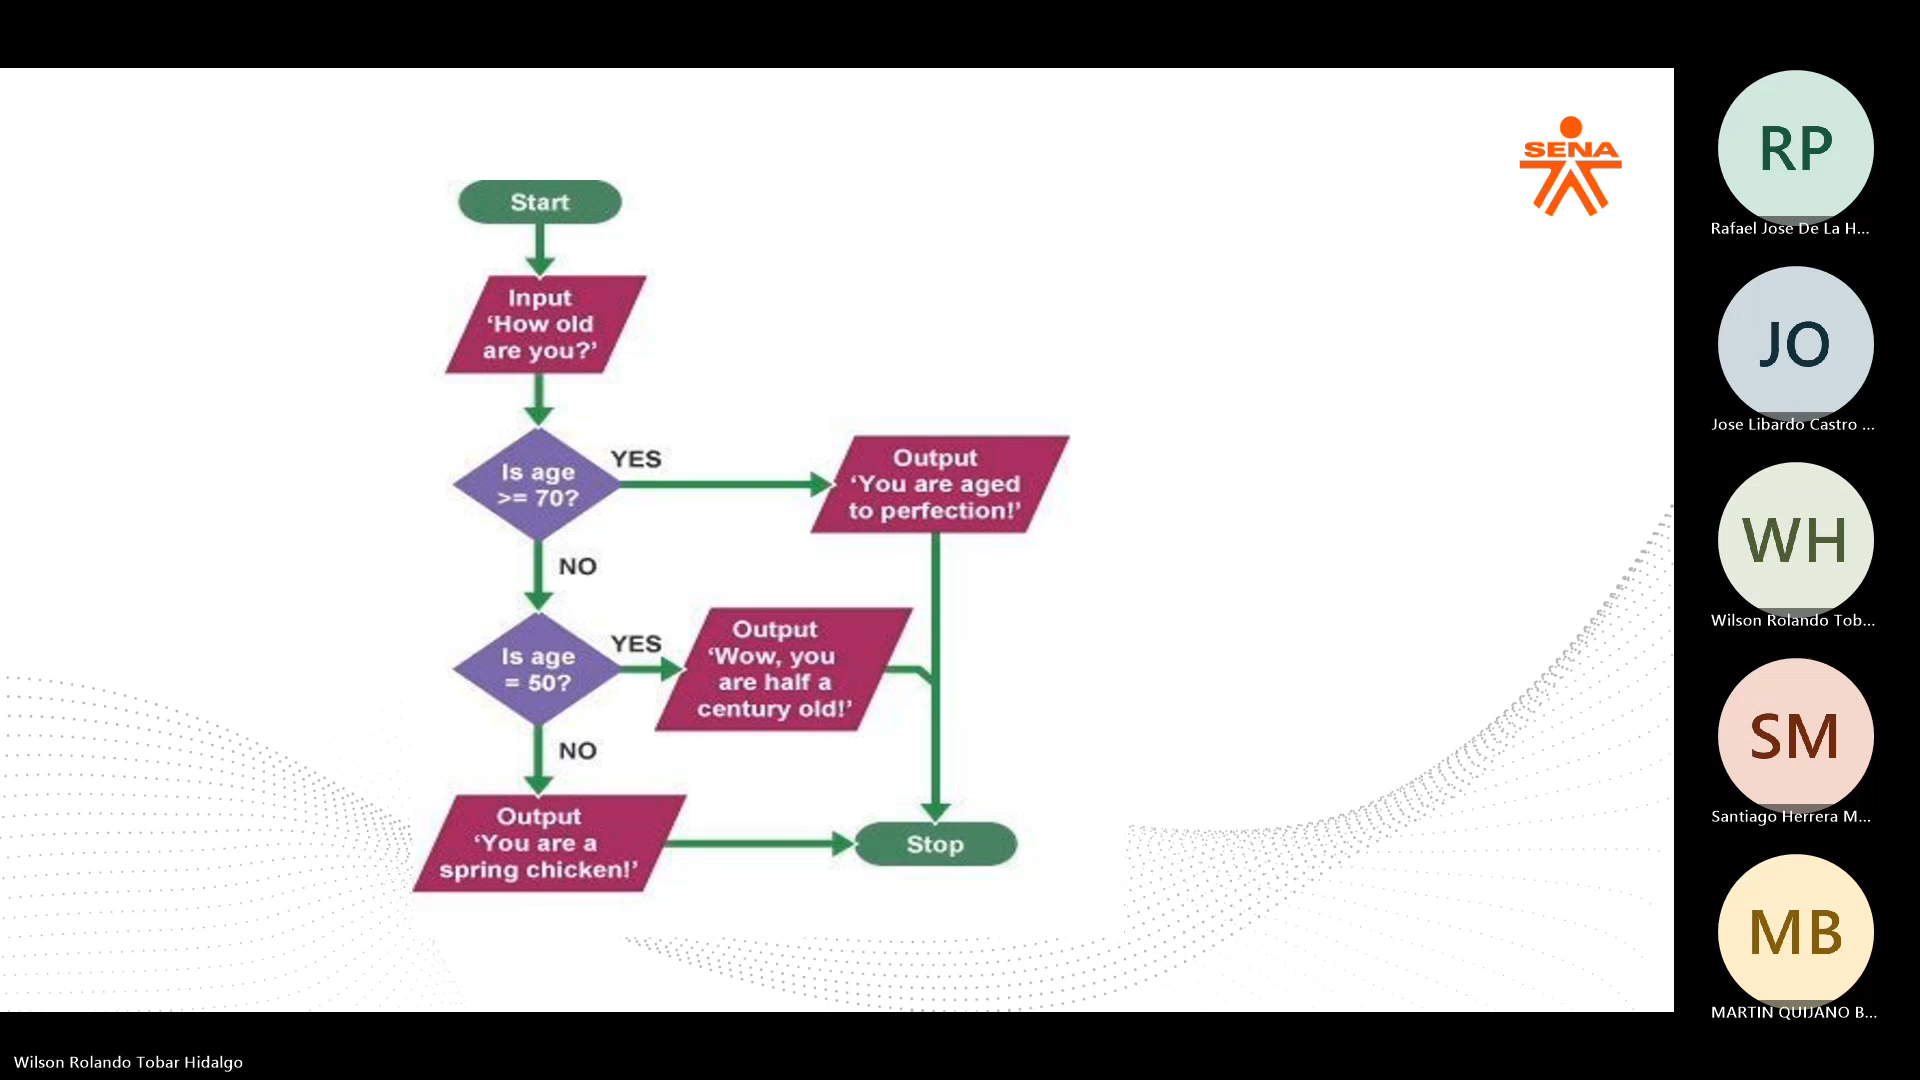 SENA
Start
Input
‘How old
are you?’
Is age
>= 70?
YES
Output
‘You are aged
to perfection!’
NO
Is age
= 50?
YES
Output
‘Wow, you
are half a
century old!’
NO
Output
‘You are a
spring chicken!’
Stop
RP
Rafael Jose De La H...
JO
Jose Libardo Castro ...
WH
Wilson Rolando Tob...
SM
Santiago Herrera M...
MB
MARTIN QUIJANO B...
Wilson Rolando Tobar Hidalgo